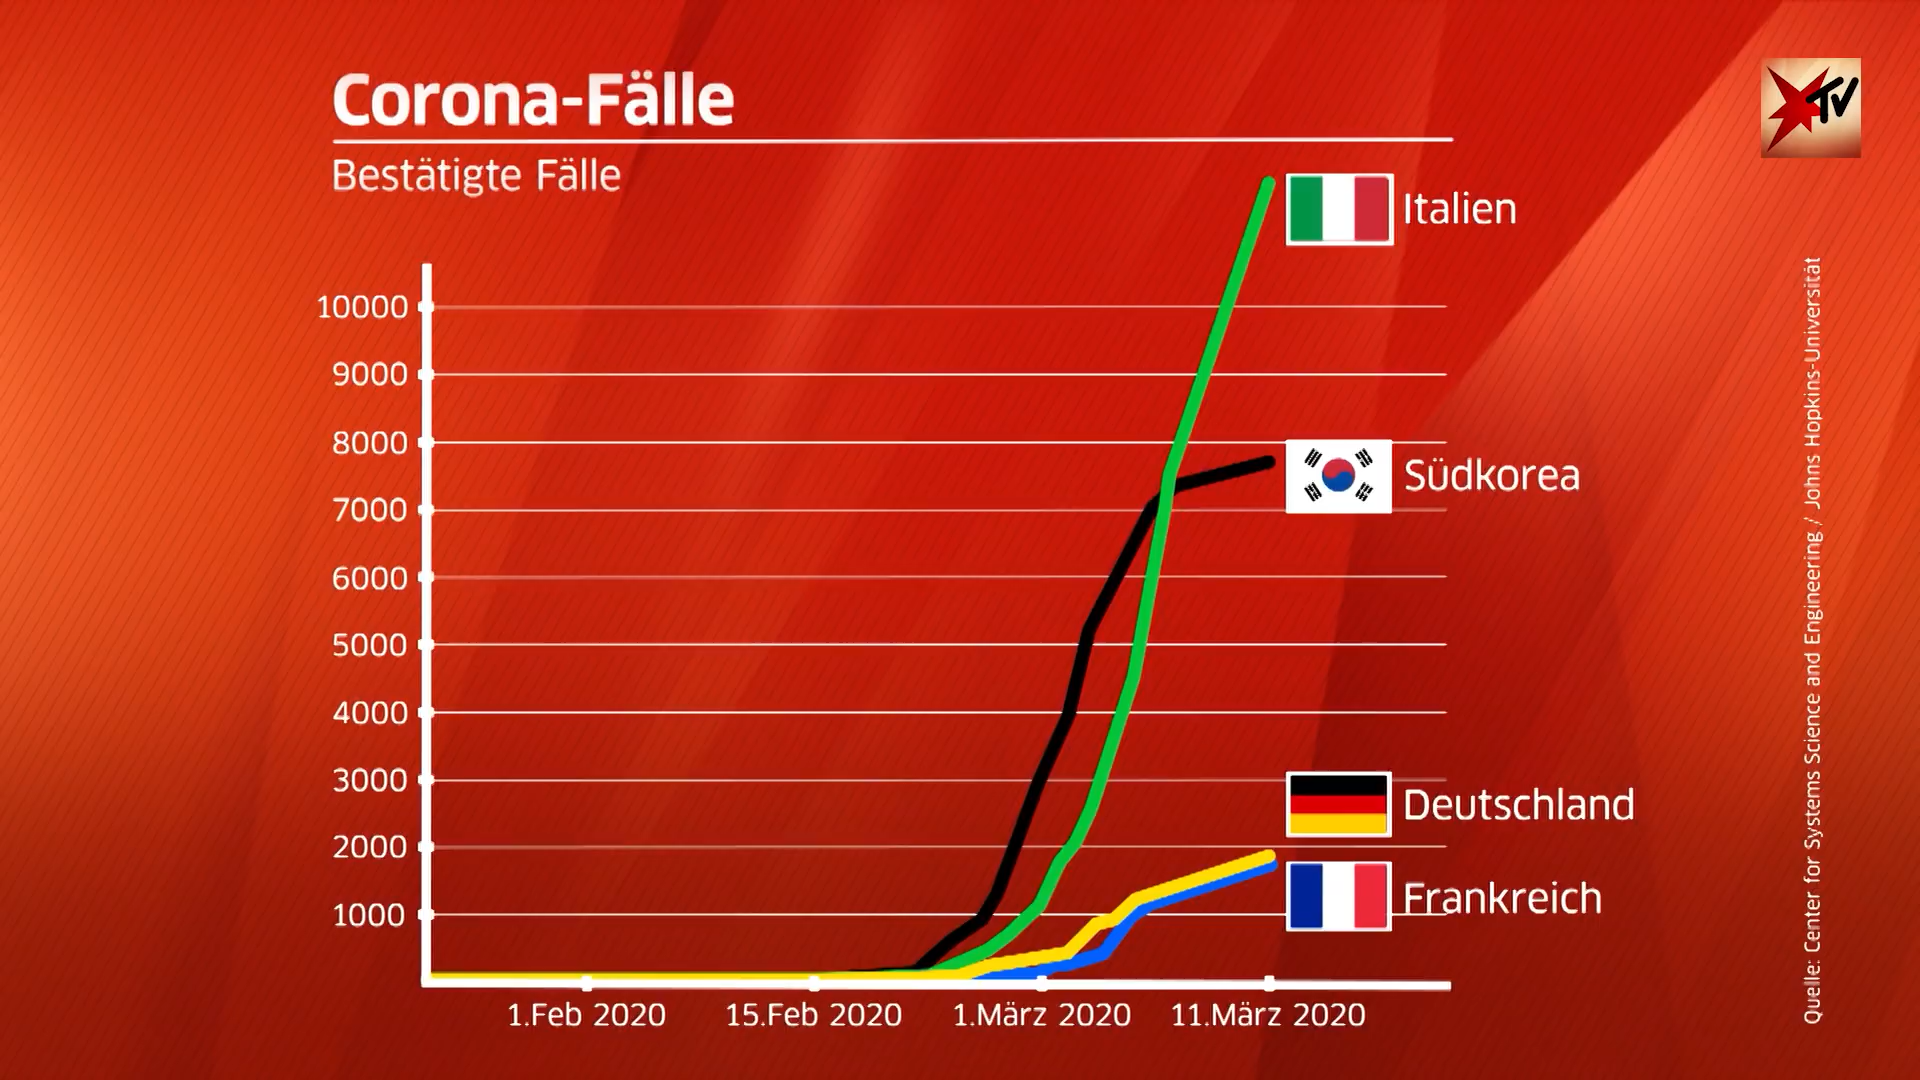 Corona-Fälle
Bestätigte Fälle
TV
Italien
Südkorea
Deutschland
Frankreich
10000
9000
8000
7000
6000
5000
4000
3000
2000
1000
1.Feb 2020
15.Feb 2020
1.März 2020
11.März 2020
Quelle: Center for Systems Science and Engineering / Johns Hopkins-Universität